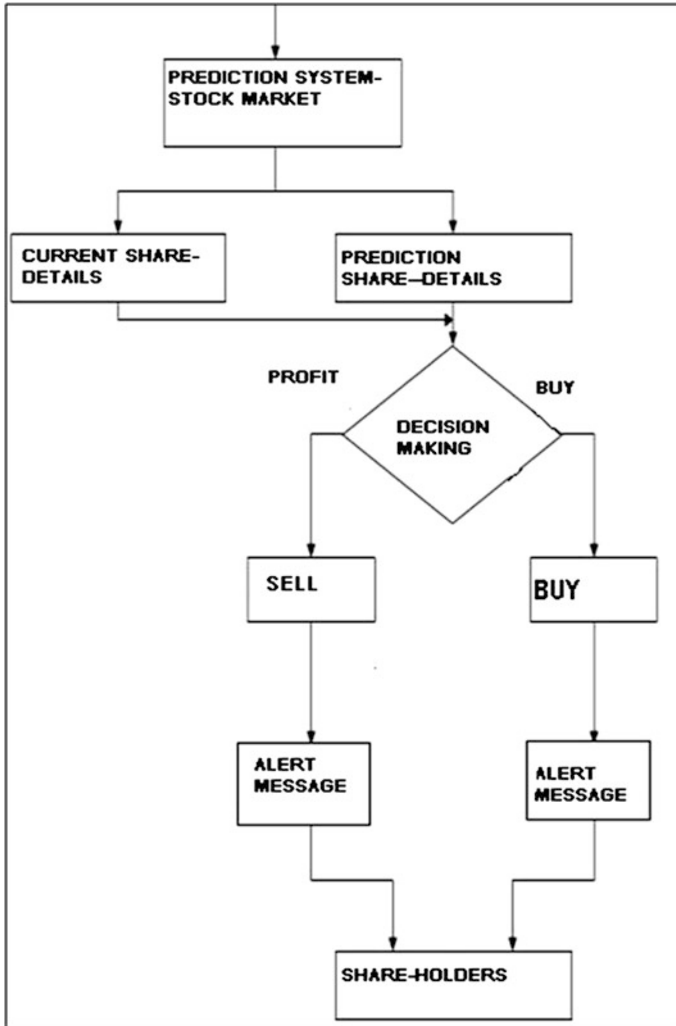 PREDICTION SYSTEM-
STOCK MARKET
CURRENT SHARE-
DETAILS
PREDICTION
SHARE—DETAILS
PROFIT
BUY
DECISION
MAKING
SELL
BUY
ALERT
MESSAGE
ALERT
MESSAGE
SHARE-HOLDERS